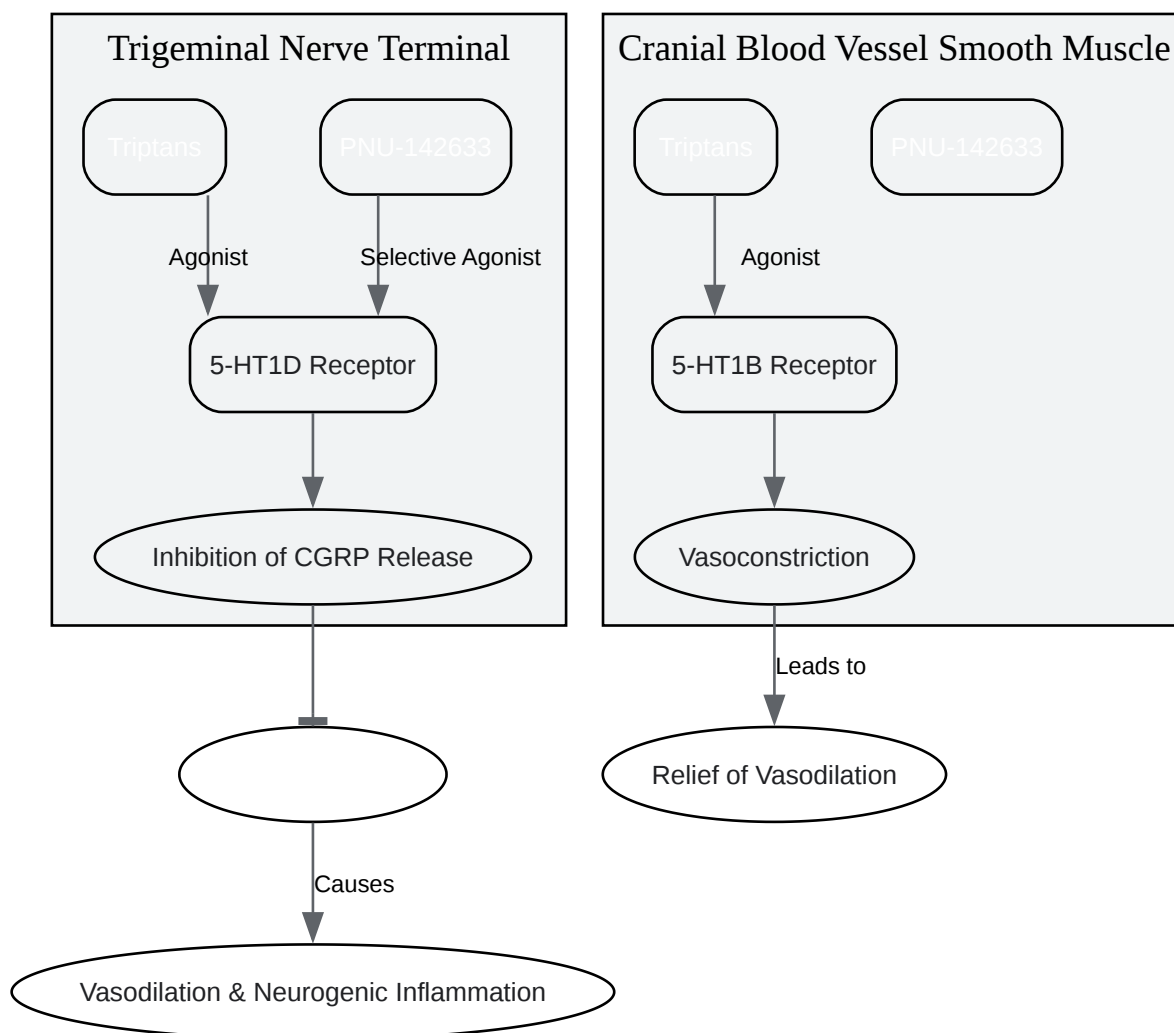 Trigeminal Nerve Terminal
Cranial Blood Vessel Smooth Muscle
Triptans
PNU-142633
Triptans
PNU-142633
Agonist
Selective Agonist
Agonist
5-HT1D Receptor
5-HT1B Receptor
Inhibition of CGRP Release
Vasoconstriction
Leads to
Relief of Vasodilation
Causes
Vasodilation & Neurogenic Inflammation